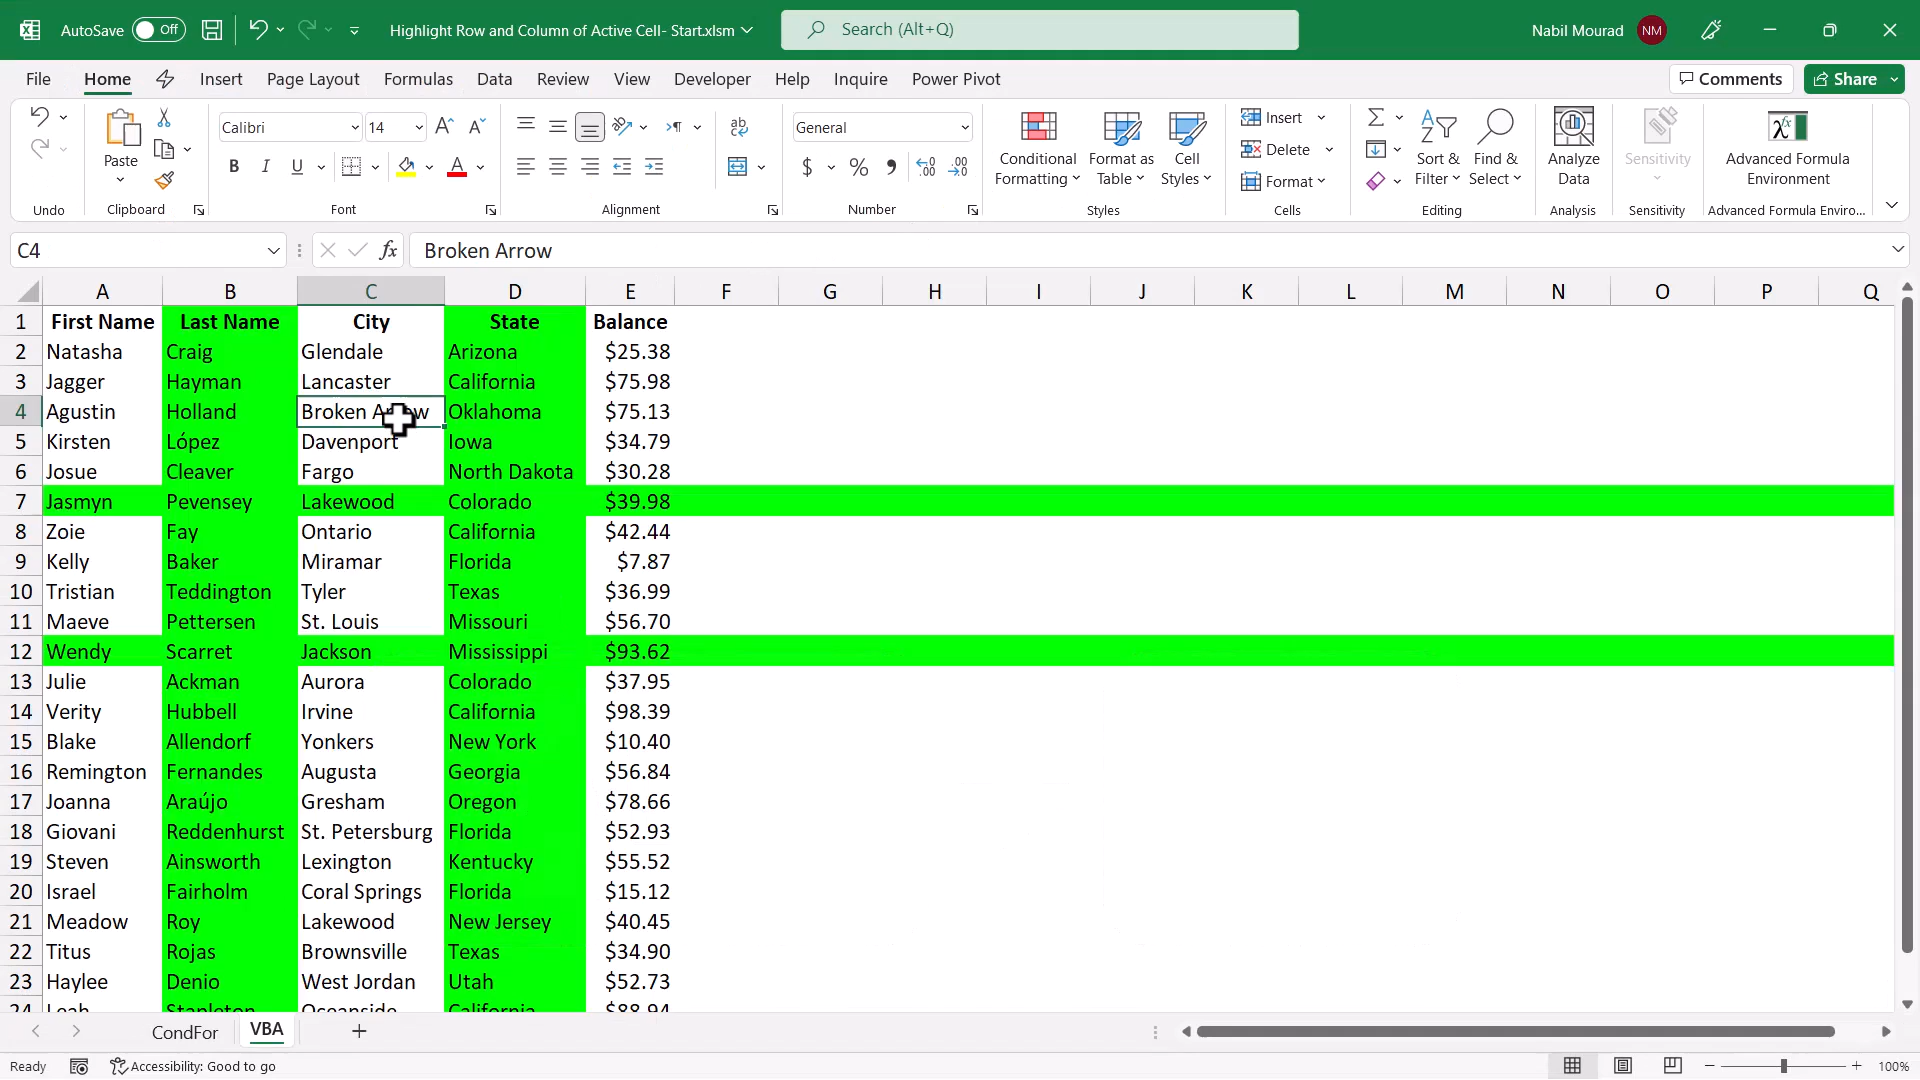 AutoSave Off Highlight Row and Column of Active Cell- Start.xlsm Search (Alt+Q) Nabil Mourad NM
File Home Insert Page Layout Formulas Data Review View Developer Help Inquire Power Pivot Comments Share
Calibri 14 General Insert
Paste Conditional Formatting Format as Table Cell Styles Delete Sort & Filter Find & Select Analyze Data Sensitivity Advanced Formula Environment
B I U A $ % Format
Undo Clipboard Font Alignment Number Styles Cells Editing Analysis Sensitivity Advanced Formula Enviro...
C4 fx Broken Arrow
A B C D E F G H I J K L M N O P Q
1 First Name Last Name City State Balance
2 Natasha Craig Glendale Arizona $25.38
3 Jagger Hayman Lancaster California $75.98
4 Agustin Holland Broken Arrow Oklahoma $75.13
5 Kirsten López Davenport Iowa $34.79
6 Josue Cleaver Fargo North Dakota $30.28
7 Jasmyn Pevensey Lakewood Colorado $39.98
8 Zoie Fay Ontario California $42.44
9 Kelly Baker Miramar Florida $7.87
10 Tristian Teddington Tyler Texas $36.99
11 Maeve Pettersen St. Louis Missouri $56.70
12 Wendy Scarret Jackson Mississippi $93.62
13 Julie Ackman Aurora Colorado $37.95
14 Verity Hubbell Irvine California $98.39
15 Blake Allendorf Yonkers New York $10.40
16 Remington Fernandes Augusta Georgia $56.84
17 Joanna Araújo Gresham Oregon $78.66
18 Giovani Reddenhurst St. Petersburg Florida $52.93
19 Steven Ainsworth Lexington Kentucky $55.52
20 Israel Fairholm Coral Springs Florida $15.12
21 Meadow Roy Lakewood New Jersey $40.45
22 Titus Rojas Brownsville Texas $34.90
23 Haylee Denio West Jordan Utah $52.73
24 Leah Stapleton Oceanside California $88.94
CondFor VBA
Ready Accessibility: Good to go 100%